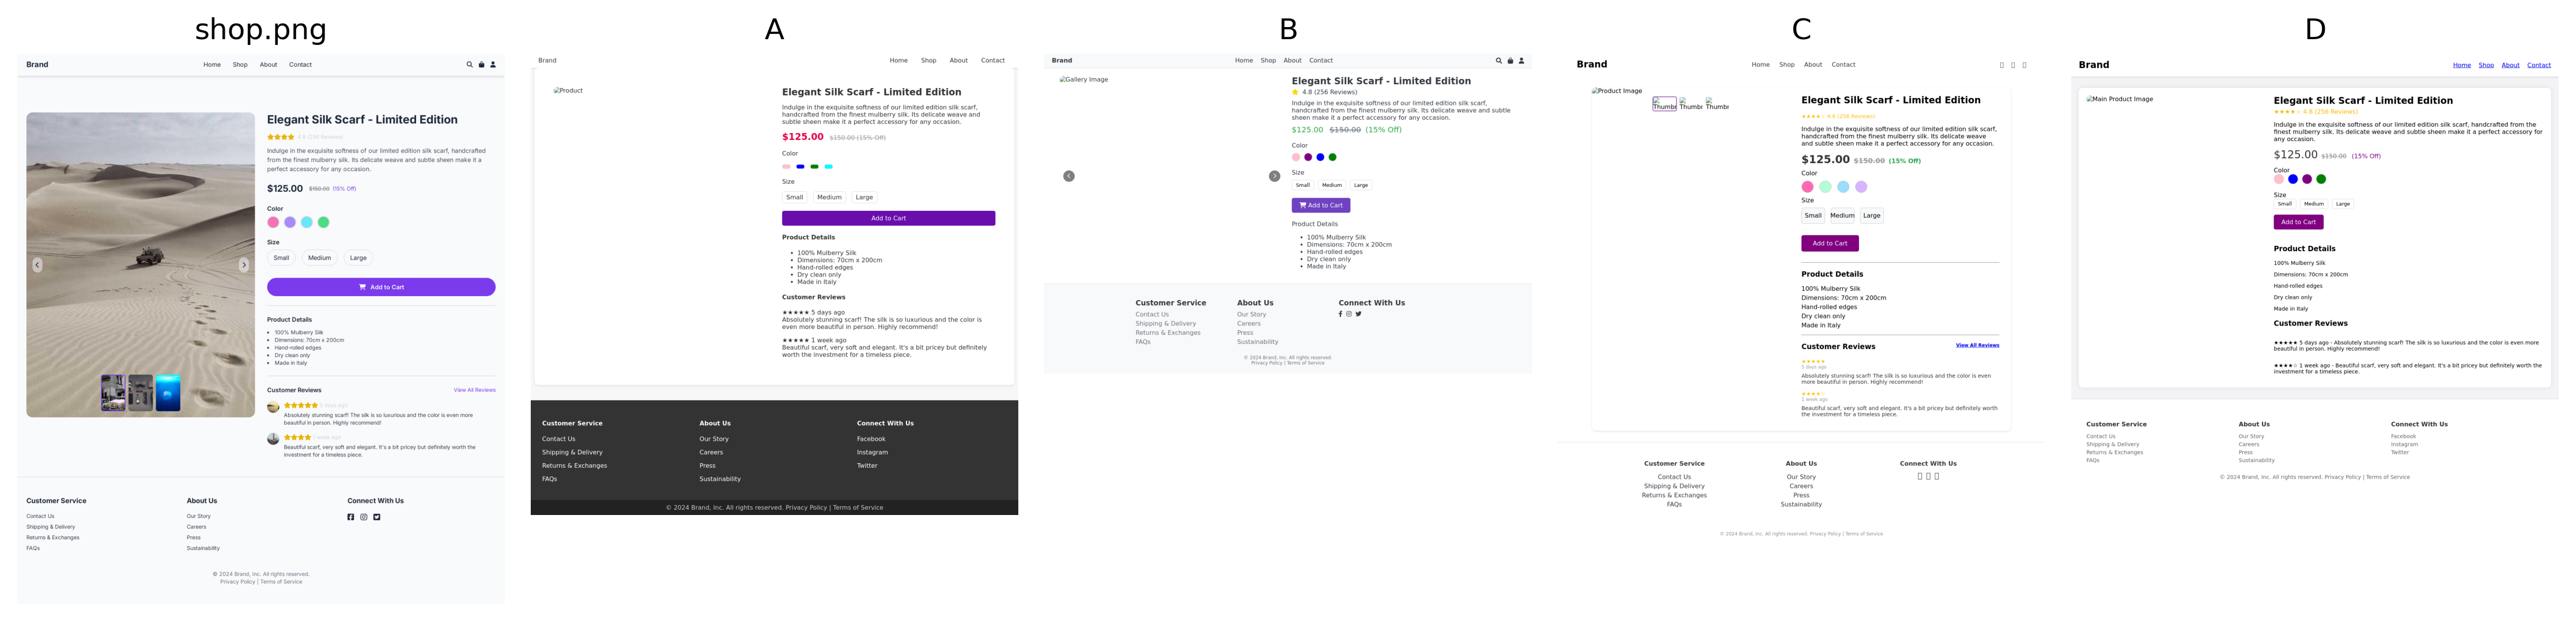 shop.png
Brand
Home Shop About Contact
Elegant Silk Scarf - Limited Edition
4.8 (256 Reviews)
Indulge in the exquisite softness of our limited edition silk scarf, handcrafted
from the finest mulberry silk. Its delicate weave and subtle sheen make it a
perfect accessory for any occasion.
$125.00 $150.00 (15% Off)
Color
Size
Small Medium Large
Add to Cart
Product Details
• 100% Mulberry Silk
• Dimensions: 70cm x 200cm
• Hand-rolled edges
• Dry clean only
• Made in Italy
Customer Reviews View All Reviews
5 days ago
Absolutely stunning scarf! The silk is so luxurious and the color is even more
beautiful in person. Highly recommend!
1 week ago
Beautiful scarf, very soft and elegant. It's a bit pricey but definitely worth the
investment for a timeless piece.
Customer Service About Us Connect With Us
Contact Us Our Story
Shipping & Delivery Careers
Returns & Exchanges Press
FAQs Sustainability
© 2024 Brand, Inc. All rights reserved.
Privacy Policy | Terms of Service
A
Brand Home Shop About Contact
Product
Elegant Silk Scarf - Limited Edition
Indulge in the exquisite softness of our limited edition silk scarf,
handcrafted from the finest mulberry silk. Its delicate weave and
subtle sheen make it a perfect accessory for any occasion.
$125.00 $150.00 (15% Off)
Color
Size
Small Medium Large
Add to Cart
Product Details
• 100% Mulberry Silk
• Dimensions: 70cm x 200cm
• Hand-rolled edges
• Dry clean only
• Made in Italy
Customer Reviews
★★★★★ 5 days ago
Absolutely stunning scarf! The silk is so luxurious and the color is
even more beautiful in person. Highly recommend!
★★★★★ 1 week ago
Beautiful scarf, very soft and elegant. It's a bit pricey but definitely
worth the investment for a timeless piece.
Customer Service About Us Connect With Us
Contact Us Our Story Facebook
Shipping & Delivery Careers Instagram
Returns & Exchanges Press Twitter
FAQs Sustainability
© 2024 Brand, Inc. All rights reserved. Privacy Policy | Terms of Service
B
Brand Home Shop About Contact
Gallery Image
Elegant Silk Scarf - Limited Edition
4.8 (256 Reviews)
Indulge in the exquisite softness of our limited edition silk scarf,
handcrafted from the finest mulberry silk. Its delicate weave and subtle
sheen make it a perfect accessory for any occasion.
$125.00 $150.00 (15% Off)
Color
Size
Small Medium Large
Add to Cart
Product Details
• 100% Mulberry Silk
• Dimensions: 70cm x 200cm
• Hand-rolled edges
• Dry clean only
• Made in Italy
Customer Service About Us Connect With Us
Contact Us Our Story
Shipping & Delivery Careers
Returns & Exchanges Press
FAQs Sustainability
© 2024 Brand, Inc. All rights reserved.
Privacy Policy | Terms of Service
C
Brand Home Shop About Contact
Product Image
Thumb Thumb Thumb
Elegant Silk Scarf - Limited Edition
★★★★☆ 4.8 (256 Reviews)
Indulge in the exquisite softness of our limited edition silk scarf,
handcrafted from the finest mulberry silk. Its delicate weave
and subtle sheen make it a perfect accessory for any occasion.
$125.00 $150.00 (15% Off)
Color
Size
Small Medium Large
Add to Cart
Product Details
100% Mulberry Silk
Dimensions: 70cm x 200cm
Hand-rolled edges
Dry clean only
Made in Italy
Customer Reviews View All Reviews
★★★★★
5 days ago
Absolutely stunning scarf! The silk is so luxurious and the color is even
more beautiful in person. Highly recommend!
★★★★☆
1 week ago
Beautiful scarf, very soft and elegant. It's a bit pricey but definitely worth
the investment for a timeless piece.
Customer Service About Us Connect With Us
Contact Us Our Story
Shipping & Delivery Careers
Returns & Exchanges Press
FAQs Sustainability
© 2024 Brand, Inc. All rights reserved. Privacy Policy | Terms of Service
D
Brand Home Shop About Contact
Main Product Image
Elegant Silk Scarf - Limited Edition
★★★★☆ 4.8 (256 Reviews)
Indulge in the exquisite softness of our limited edition silk scarf, handcrafted from the
finest mulberry silk. Its delicate weave and subtle sheen make it a perfect accessory for
any occasion.
$125.00 $150.00 (15% Off)
Color
Size
Small Medium Large
Add to Cart
Product Details
100% Mulberry Silk
Dimensions: 70cm x 200cm
Hand-rolled edges
Dry clean only
Made in Italy
Customer Reviews
★★★★★ 5 days ago - Absolutely stunning scarf! The silk is so luxurious and the color is even more
beautiful in person. Highly recommend!
★★★★☆ 1 week ago - Beautiful scarf, very soft and elegant. It's a bit pricey but definitely worth the
investment for a timeless piece.
Customer Service About Us Connect With Us
Contact Us Our Story Facebook
Shipping & Delivery Careers Instagram
Returns & Exchanges Press Twitter
FAQs Sustainability
© 2024 Brand, Inc. All rights reserved. Privacy Policy | Terms of Service